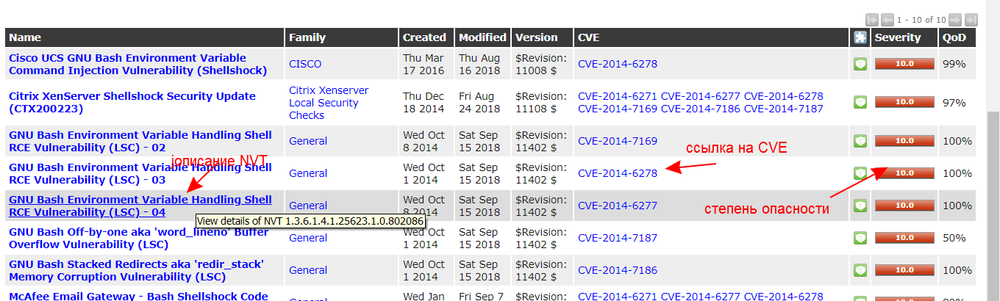 1 - 10 of 10
Name Family Created Modified Version CVE Severity QoD
Cisco UCS GNU Bash Environment Variable Thu Mar Thu Aug $Revision:
Command Injection Vulnerability (Shellshock) CISCO 17 2016 16 2018 11008 $ CVE-2014-6278 10.0 99%
Citrix Xenserver
Citrix XenServer Shellshock Security Update Local Security Thu Dec Fri Aug $Revision: CVE-2014-6271 CVE-2014-6277 CVE-2014-6278 10.0 97%
(CTX200223) Checks 18 2014 24 2018 11108 $ CVE-2014-7169 CVE-2014-7186 CVE-2014-7187
GNU Bash Environment Variable Handling Shell Wed Oct Sat Sep $Revision:
RCE Vulnerability (LSC) - 02 General 8 2014 15 2018 11402 $ CVE-2014-7169 10.0 100%
ссылка на CVE
јописание NVT
GNU Bash Environment Variable Handling Shell Wed Oct Sat Sep $Revision:
RCE Vulnerability (LSC) - 03 General 1 2014 15 2018 11402 $ CVE-2014-6278 10.0 100%
GNU Bash Environment Variable Handling Shell Wed Oct Sat Sep $Revision:
RCE Vulnerability (LSC) - 04 General 8 2014 15 2018 11402 $ CVE-2014-6277 10.0 100%
степень опасности
View details of NVT 1.3.6.1.4.1.25623.1.0.802086
GNU Bash Off-by-one aka 'word_lineno' Buffer Wed Oct Sat Sep $Revision:
Overflow Vulnerability (LSC) General 1 2014 15 2018 11402 $ CVE-2014-7187 10.0 50%
GNU Bash Stacked Redirects aka 'redir_stack' Wed Oct Sat Sep $Revision:
Memory Corruption Vulnerability (LSC) General 1 2014 15 2018 11402 $ CVE-2014-7186 10.0 100%
McAfee Email Gateway - Bash Shellshock Code Wed Jan Fri Sep 7 $Revision: CVE-2014-6271 CVE-2014-6277 CVE-2014-6278
General 10.0